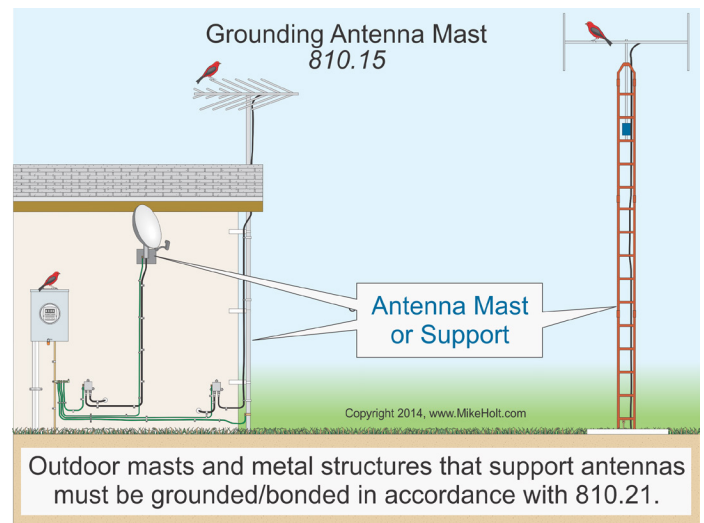 Grounding Antenna Mast
810.15
Antenna Mast
or Support
Copyright 2014, www.MikeHolt.com
Outdoor masts and metal structures that support antennas
must be grounded/bonded in accordance with 810.21.